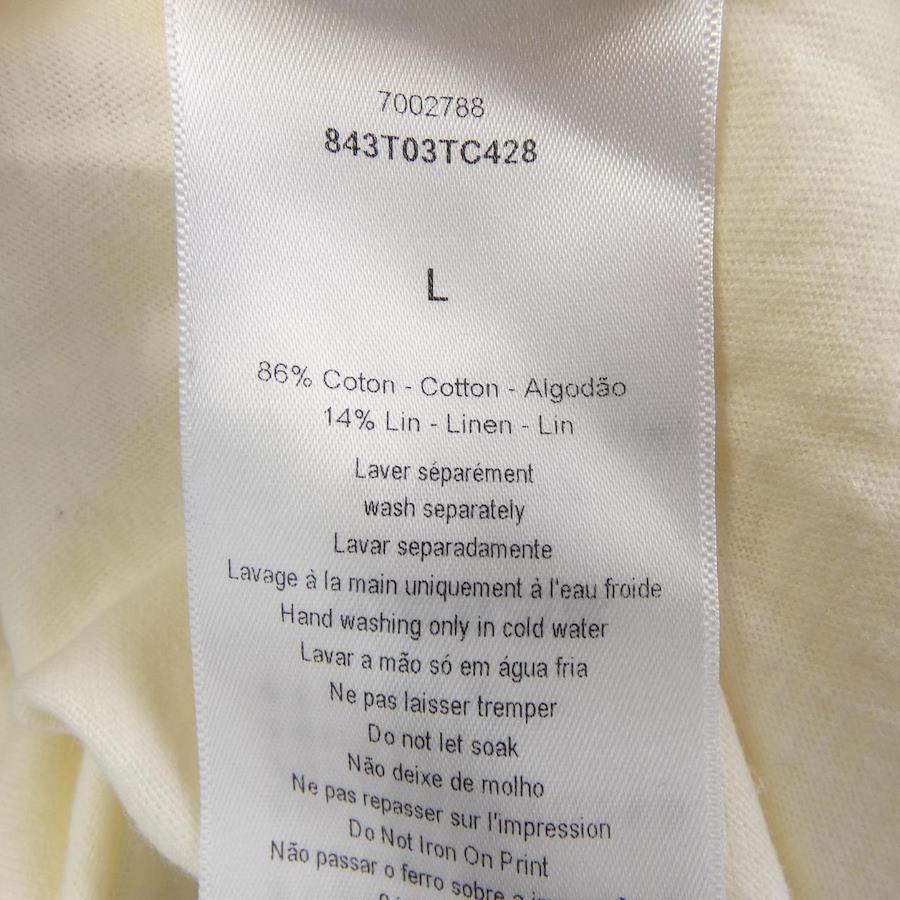 7002788
843T03TC428
L
86% Coton - Cotton - Algodão
14% Lin - Linen - Lin
Laver séparément
wash separately
Lavar separadamente
Lavage à la main uniquement à l'eau froide
Hand washing only in cold water
Lavar a mão só em água fria
Ne pas laisser tremper
Do not let soak
Não deixe de molho
Ne pas repasser sur l'impression
Do Not Iron On Print
Não passar o ferro sobre a